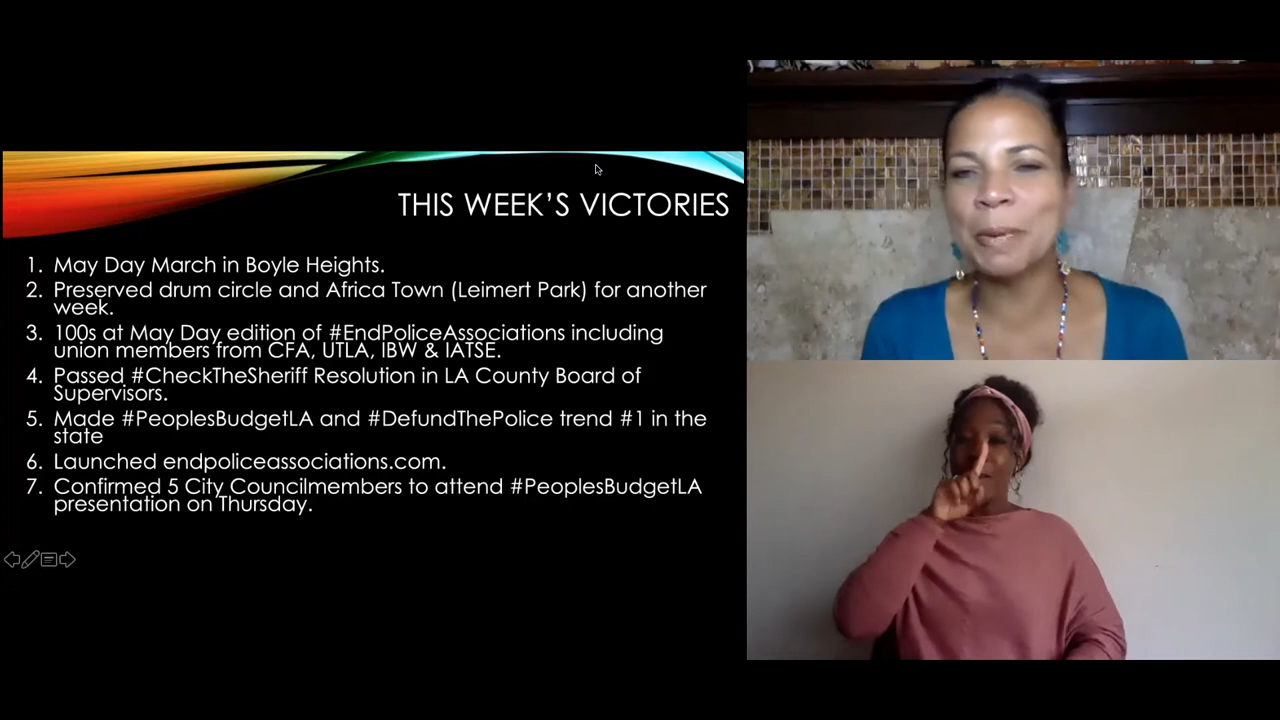 THIS WEEK'S VICTORIES
1. May Day March in Boyle Heights.
2. Preserved drum circle and Africa Town (Leimert Park) for another
week.
3. 100s at May Day edition of #EndPoliceAssociations including
union members from CFA, UTLA, IBW & IATSE.
4. Passed #CheckTheSheriff Resolution in LA County Board of
Supervisors.
5. Made #PeoplesBudgetLA and #DefundThePolice trend #1 in the
state
6. Launched endpoliceassociations.com.
7. Confirmed 5 City Councilmembers to attend #PeoplesBudgetLA
presentation on Thursday.